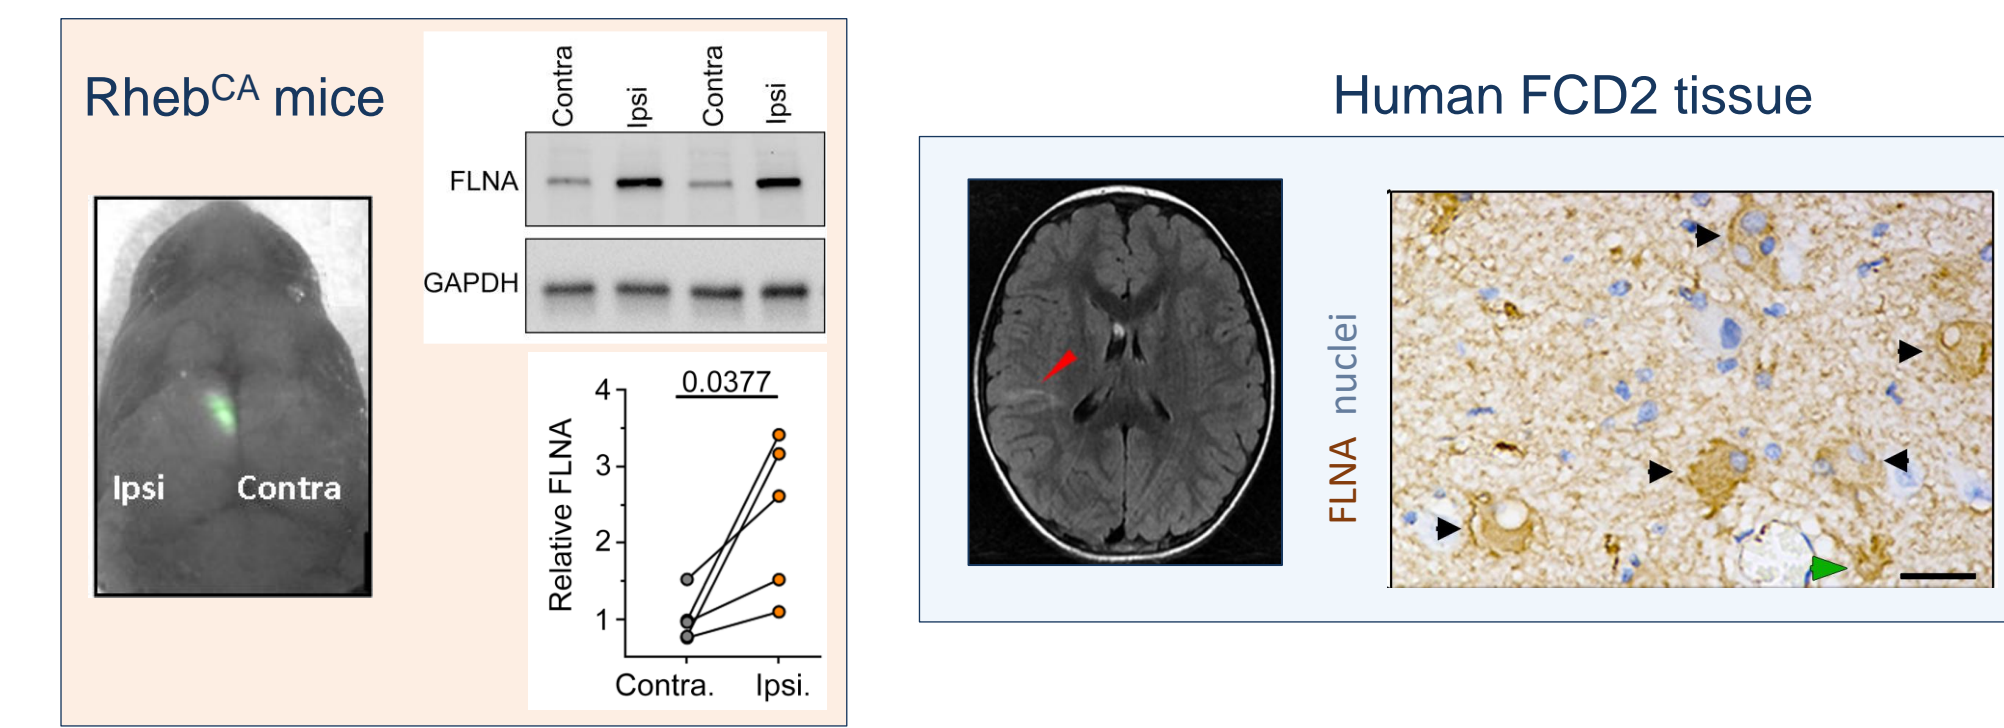 Rheb^CA mice
Contra
Ipsi
Contra
Ipsi
FLNA
GAPDH
Ipsi
Contra
0.0377
4
3
2
1
Relative FLNA
Contra.
Ipsi.
Human FCD2 tissue
FLNA nuclei